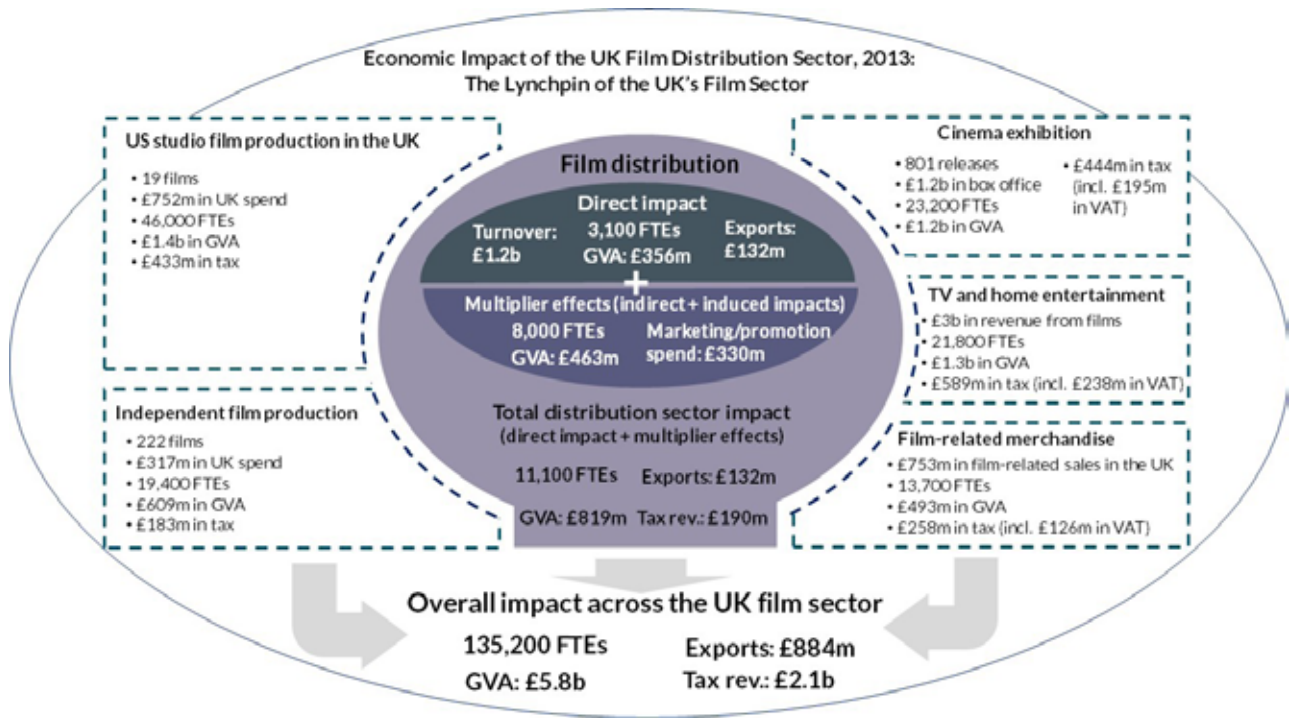 Economic Impact of the UK Film Distribution Sector, 2013:
The Lynchpin of the UK's Film Sector
US studio film production in the UK
• 19 films
• £752m in UK spend
• 46,000 FTEs
• £1.4b in GVA
• £433m in tax
Independent film production
• 222 films
• £317m in UK spend
• 19,400 FTEs
• £609m in GVA
• £183m in tax
Film distribution
Direct impact
Turnover:
£1.2b
3,100 FTEs
GVA: £356m
Exports:
£132m
+
Multiplier effects (indirect + induced impacts)
8,000 FTEs
GVA: £463m
Marketing/promotion
spend: £330m
Total distribution sector impact
(direct impact + multiplier effects)
11,100 FTEs
Exports: £132m
GVA: £819m
Tax rev.: £190m
Cinema exhibition
• 801 releases
• £1.2b in box office
• 23,200 FTEs
• £1.2b in GVA
• £444m in tax
(incl. £195m
in VAT)
TV and home entertainment
• £3b in revenue from films
• 21,800 FTEs
• £1.3b in GVA
• £589m in tax (incl. £238m in VAT)
Film-related merchandise
• £753m in film-related sales in the UK
• 13,700 FTEs
• £493m in GVA
• £258m in tax (incl. £126m in VAT)
Overall impact across the UK film sector
135,200 FTEs
Exports: £884m
GVA: £5.8b
Tax rev.: £2.1b